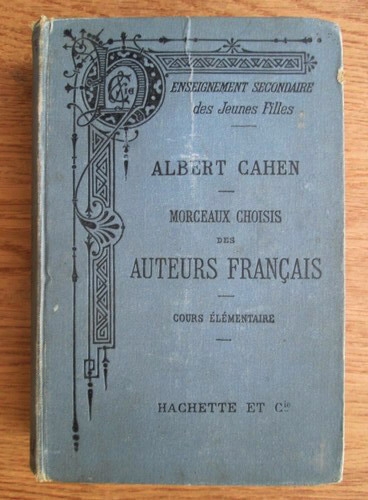 ENSEIGNEMENT SECONDAIRE
des Jeunes Filles
ALBERT CAHEN
MORCEAUX CHOISIS
DES
AUTEURS FRANÇAIS
COURS ÉLÉMENTAIRE
HACHETTE ET Cie